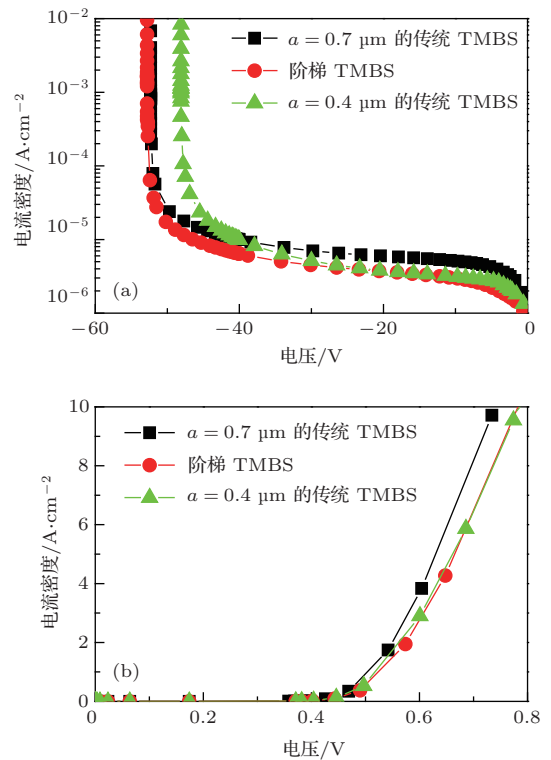 10⁻²
10⁻³
10⁻⁴
10⁻⁵
10⁻⁶
电流密度/A·cm⁻²
a = 0.7 µm 的传统 TMBS
阶梯 TMBS
a = 0.4 µm 的传统 TMBS
(a)
−60 −40 −20 0
电压/V
10
8
6
4
2
0
电流密度/A·cm⁻²
a = 0.7 µm 的传统 TMBS
阶梯 TMBS
a = 0.4 µm 的传统 TMBS
(b)
0 0.2 0.4 0.6 0.8
电压/V